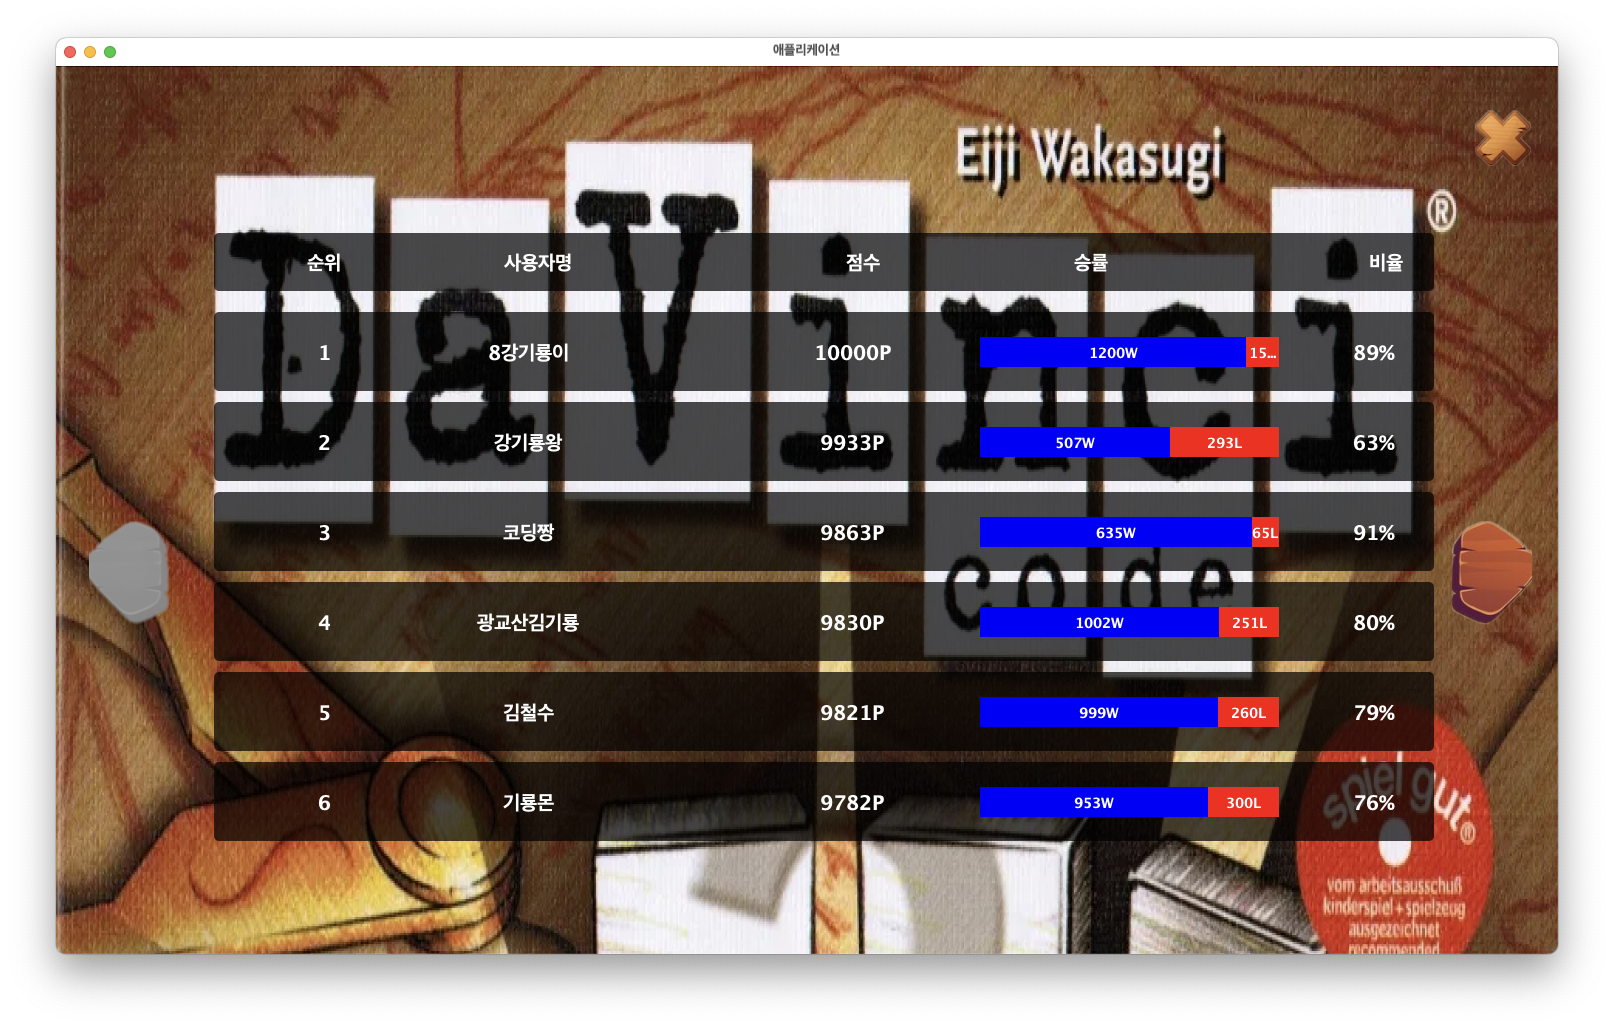 애플리케이션
Eiji Wakasugi
DaVinci
®
code
순위 사용자명 점수 승률 비율
1 8강기룡이 10000P 1200W 15... 89%
2 강기룡왕 9933P 507W 293L 63%
3 코딩짱 9863P 635W 65L 91%
4 광교산김기룡 9830P 1002W 251L 80%
5 김철수 9821P 999W 260L 79%
6 기룡몬 9782P 953W 300L 76%
spiel gut®
vom arbeitsausschuß
kinderspiel+spielzeug
ausgezeichnet
recommended